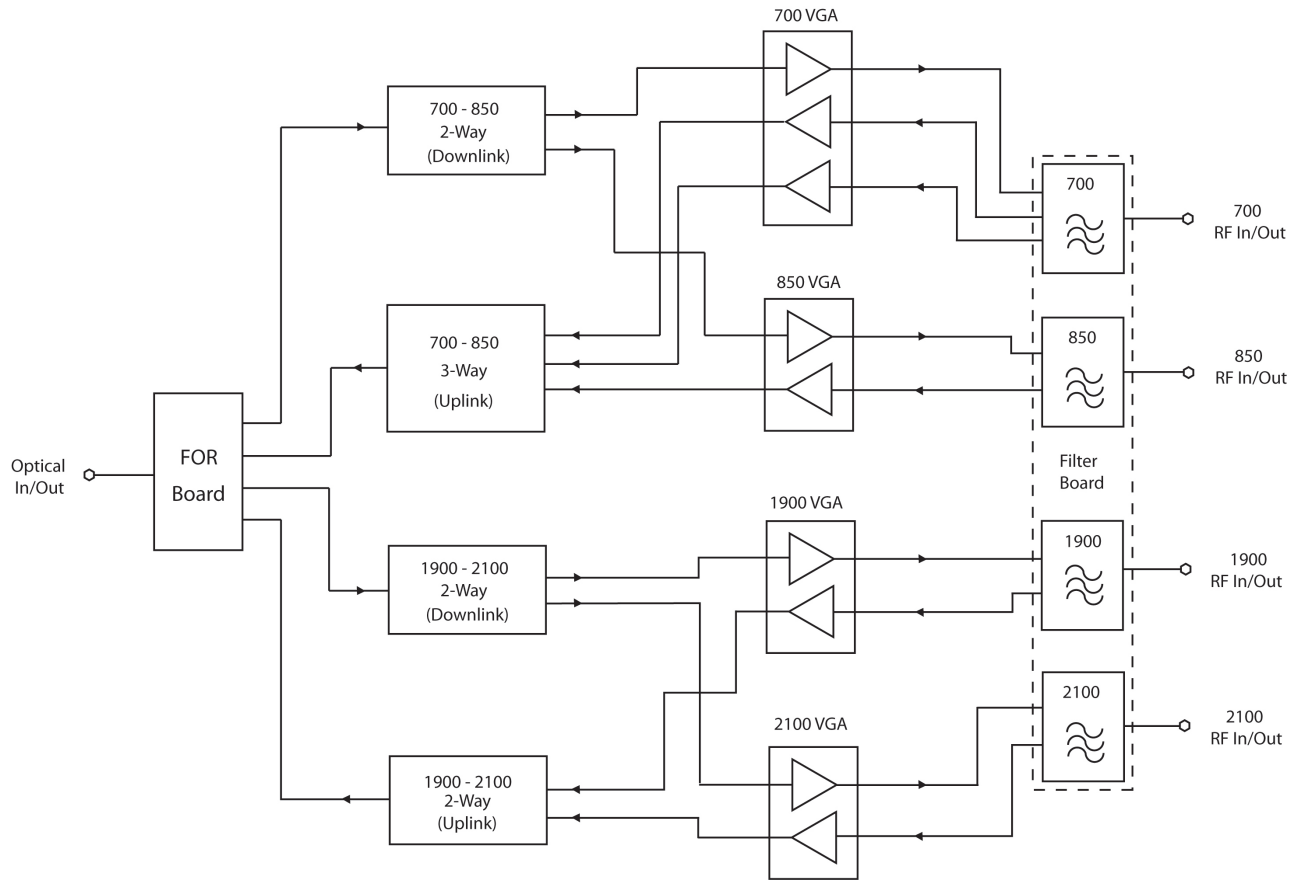 700 VGA
700 - 850
2-Way
(Downlink)
700
700
RF In/Out
850 VGA
700 - 850
3-Way
(Uplink)
850
850
RF In/Out
Optical
In/Out
FOR
Board
Filter
Board
1900 VGA
1900 - 2100
2-Way
(Downlink)
1900
1900
RF In/Out
2100 VGA
2100
2100
RF In/Out
1900 - 2100
2-Way
(Uplink)